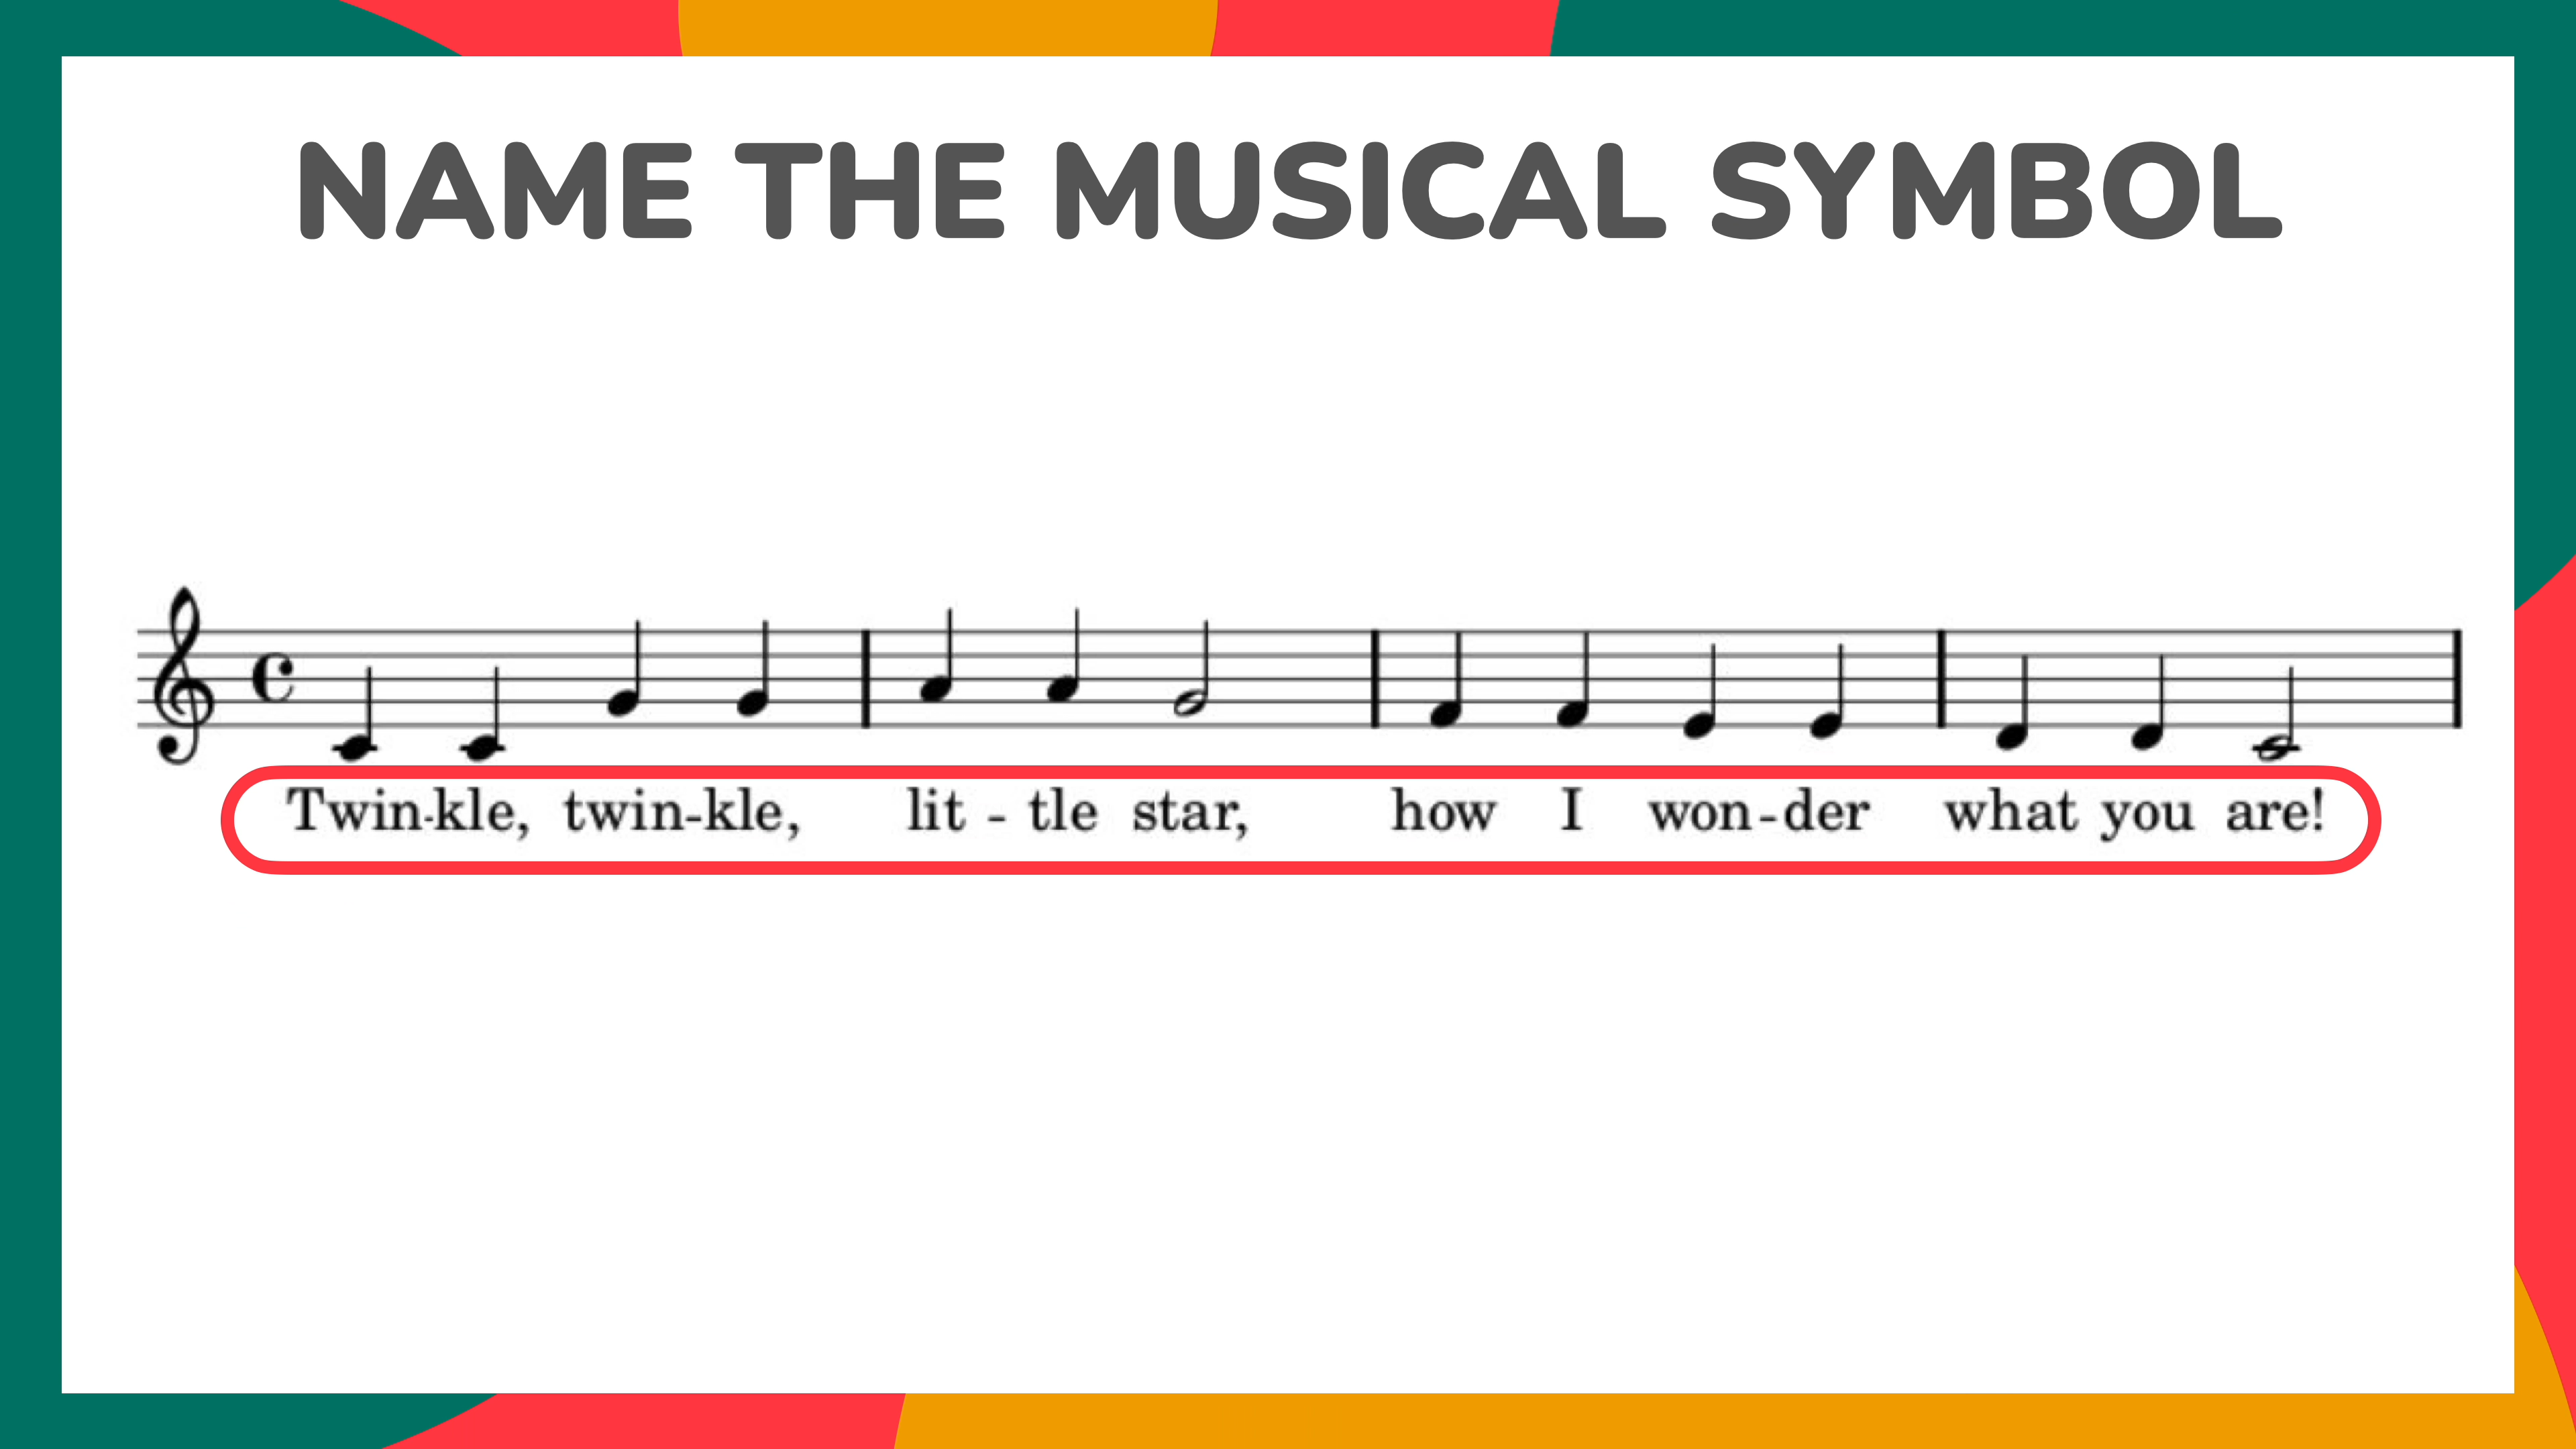 NAME THE MUSICAL SYMBOL
Twin-kle, twin-kle, lit - tle star, how I won-der what you are!